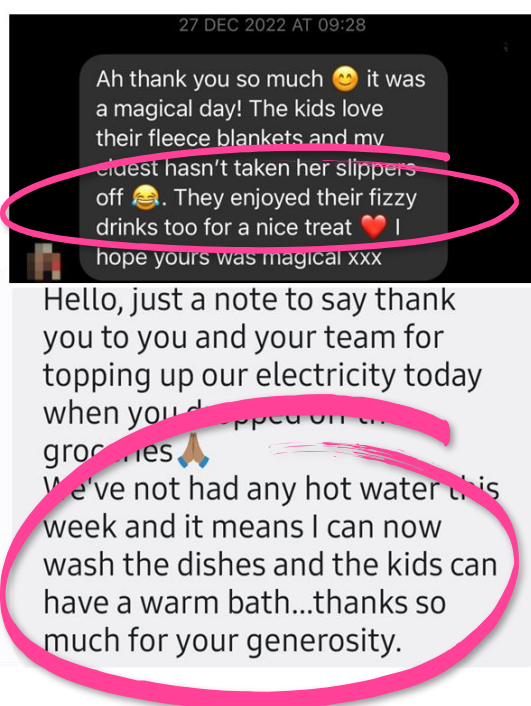 27 DEC 2022 AT 09:28
Ah thank you so much 😊 it was
a magical day! The kids love
their fleece blankets and my
eldest hasn't taken her slippers
off 😂. They enjoyed their fizzy
drinks too for a nice treat ❤️ I
hope yours was magical xxx
Hello, just a note to say thank
you to you and your team for
topping up our electricity today
when you dropped off the
groceries🙏🏽
We've not had any hot water this
week and it means I can now
wash the dishes and the kids can
have a warm bath...thanks so
much for your generosity.